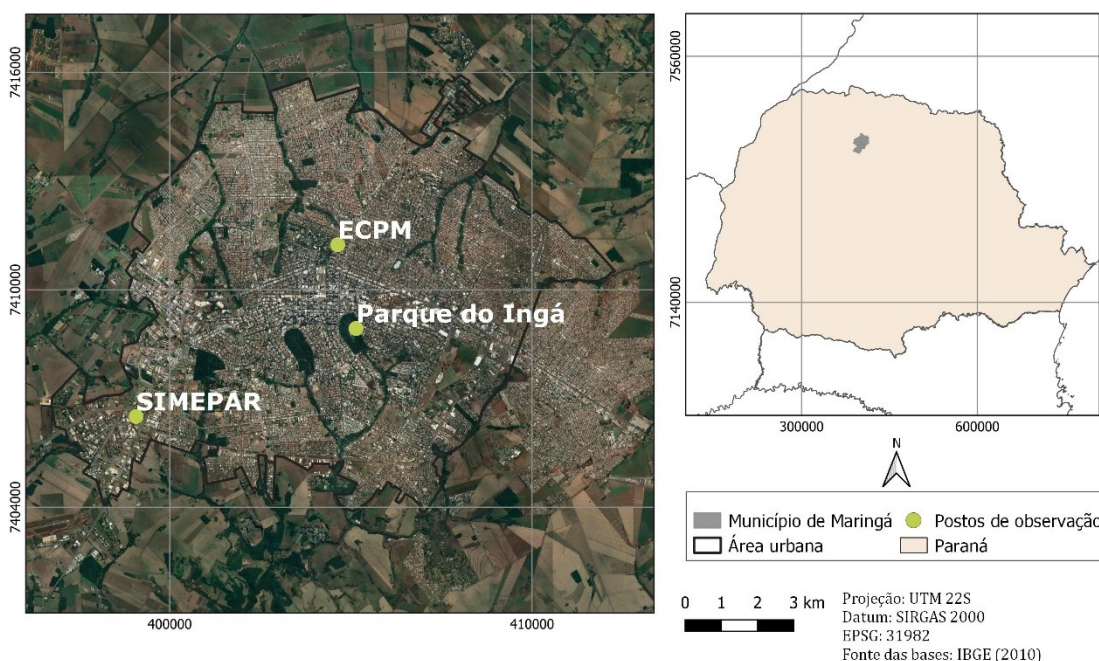 7416000
7410000
7404000
400000
410000
ECPM
Parque do Ingá
SIMEPAR
7560000
7140000
300000
600000
N
Município de Maringá
Postos de observação
Área urbana
Paraná
0 1 2 3 km
Projeção: UTM 22S
Datum: SIRGAS 2000
EPSG: 31982
Fonte das bases: IBGE (2010)